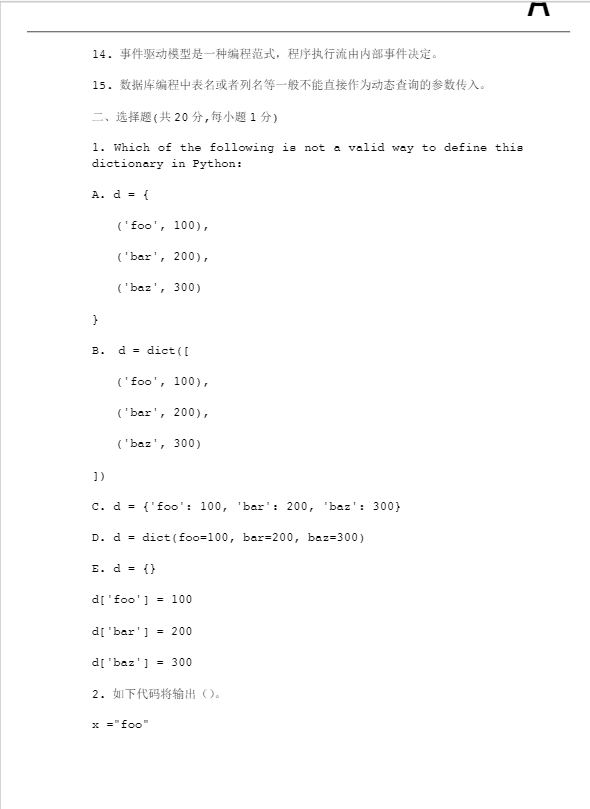 14. 事件驱动模型是一种编程范式，程序执行流由内部事件决定。
15. 数据库编程中表名或者列名等一般不能直接作为动态查询的参数传入。
二、选择题(共 20 分,每小题 1 分)
1. Which of the following is not a valid way to define this
dictionary in Python:
A. d = {
('foo', 100),
('bar', 200),
('baz', 300)
}
B. d = dict([
('foo', 100),
('bar', 200),
('baz', 300)
])
C. d = {'foo': 100, 'bar': 200, 'baz': 300}
D. d = dict(foo=100, bar=200, baz=300)
E. d = {}
d['foo'] = 100
d['bar'] = 200
d['baz'] = 300
2. 如下代码将输出（）。
x ="foo"